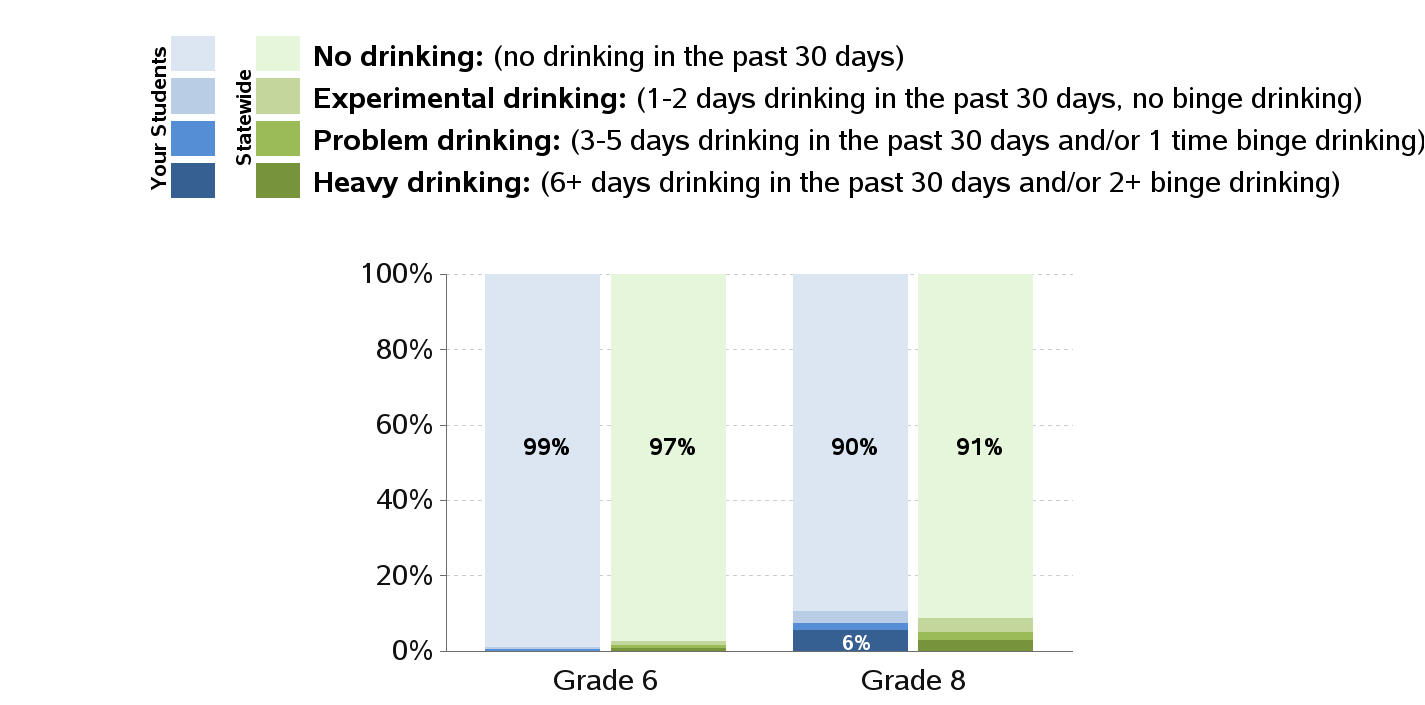 Your Students
Statewide
No drinking: (no drinking in the past 30 days)
Experimental drinking: (1-2 days drinking in the past 30 days, no binge drinking)
Problem drinking: (3-5 days drinking in the past 30 days and/or 1 time binge drinking)
Heavy drinking: (6+ days drinking in the past 30 days and/or 2+ binge drinking)
100%
80%
60%
99% 97% 90% 91%
40%
20%
0%
6%
Grade 6 Grade 8